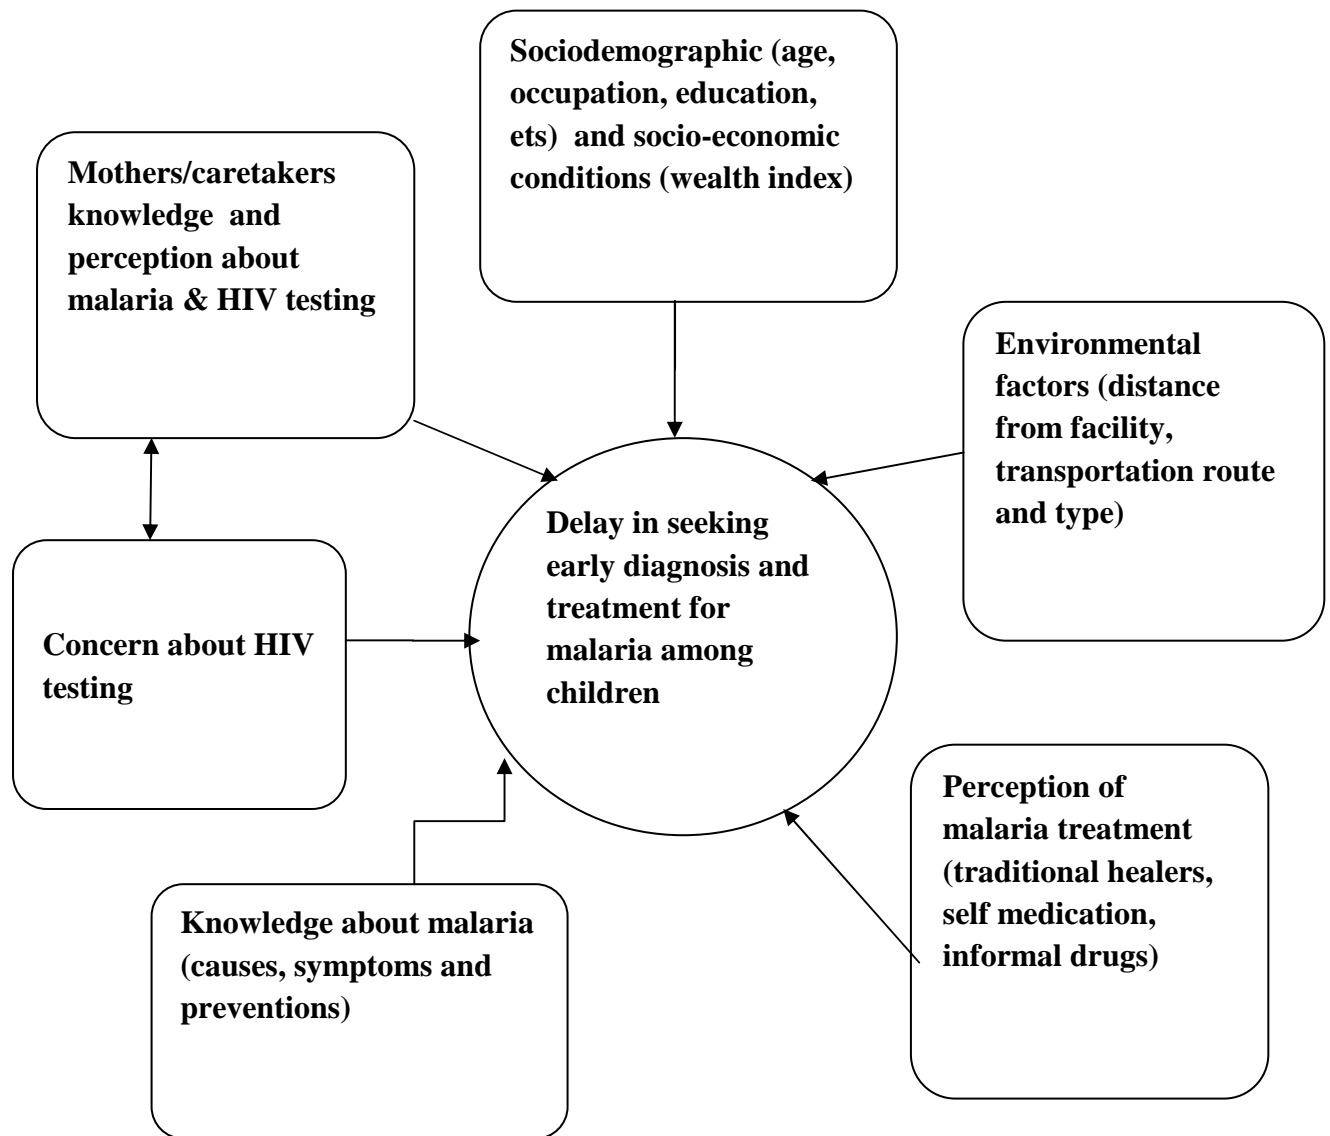 Sociodemographic (age,
occupation, education,
ets)  and socio-economic
conditions (wealth index)
Mothers/caretakers
knowledge  and
perception about
malaria & HIV testing
Environmental
factors (distance
from facility,
transportation route
and type)
Delay in seeking
early diagnosis and
treatment for
malaria among
children
Concern about HIV
testing
Perception of
malaria treatment
(traditional healers,
self medication,
informal drugs)
Knowledge about malaria
(causes, symptoms and
preventions)